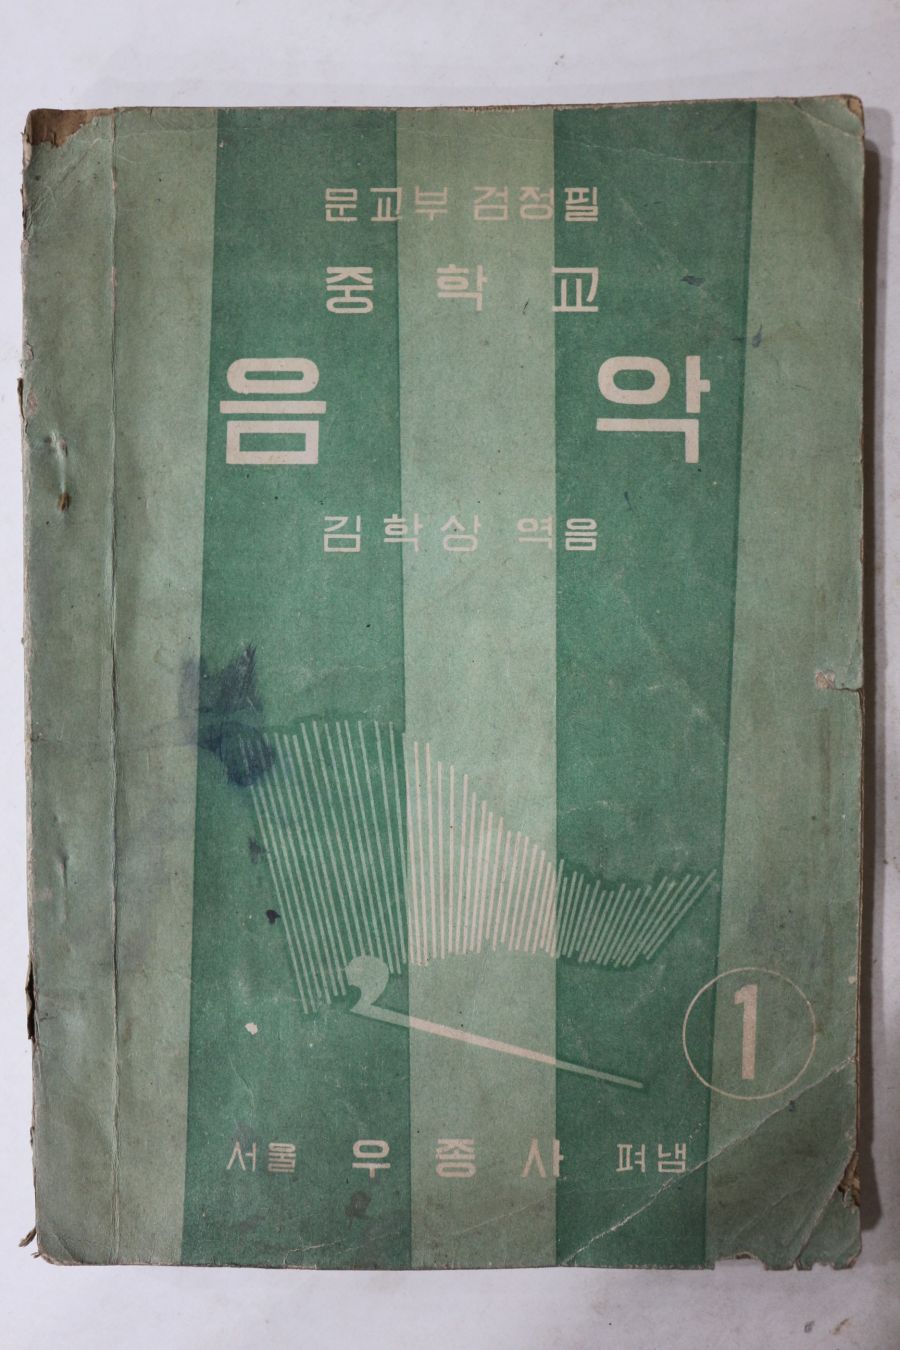 문교부 검정필
중학교
음악
김학상 엮음
1
서울 우종사 펴냄